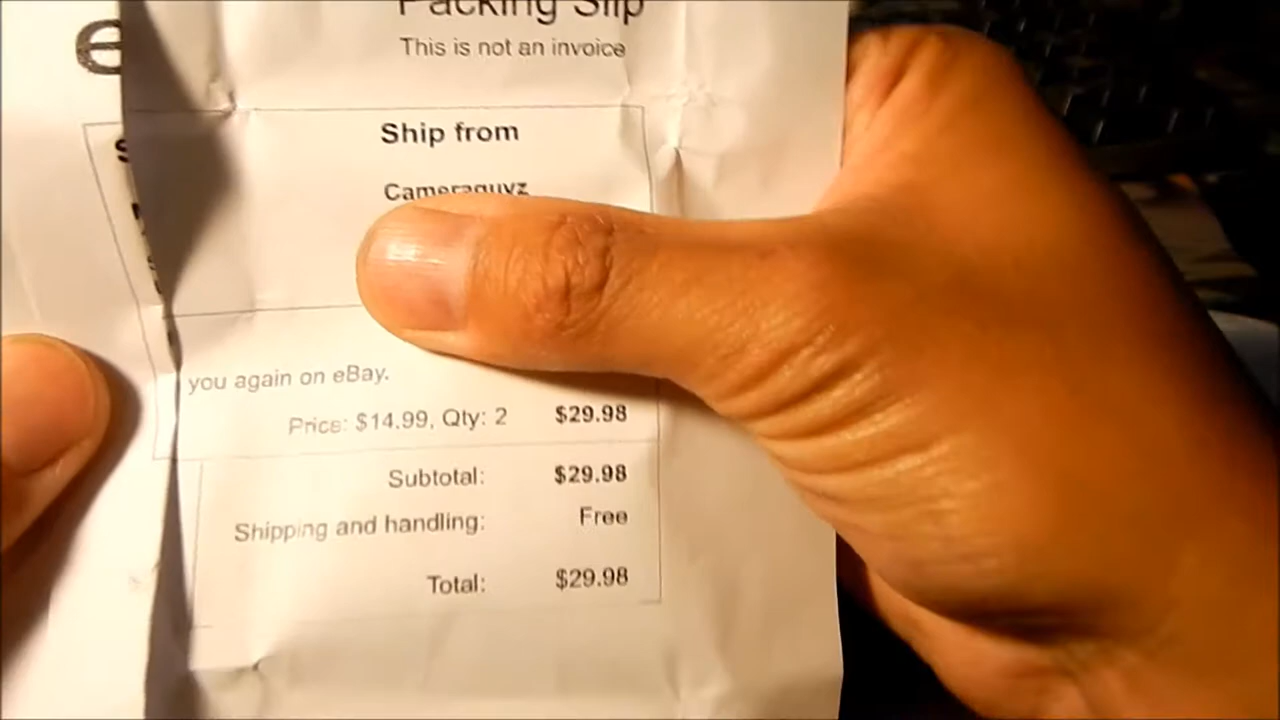 e
Packing Slip
This is not an invoice
Ship from
Cameraguyz
you again on eBay.
Price: $14.99, Qty: 2 $29.98
Subtotal: $29.98
Shipping and handling: Free
Total: $29.98